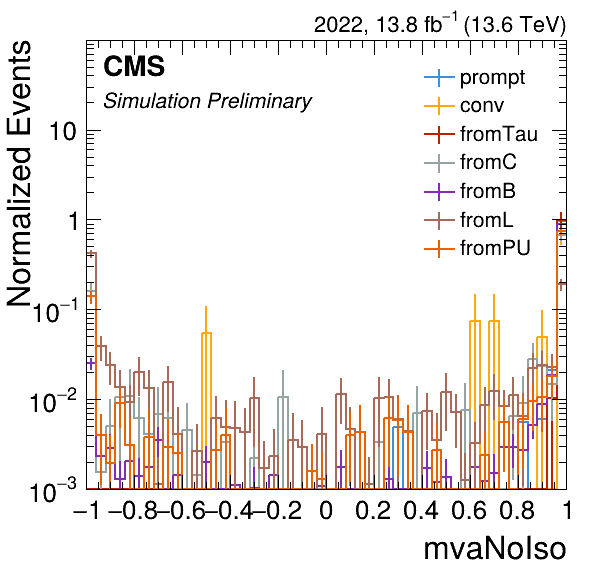 2022, 13.8 fb⁻¹ (13.6 TeV)
CMS
Simulation Preliminary
prompt
conv
fromTau
fromC
fromB
fromL
fromPU
Normalized Events
10
1
10⁻¹
10⁻²
10⁻³
−1 −0.8 −0.6 −0.4 −0.2 0 0.2 0.4 0.6 0.8 1
mvaNoIso